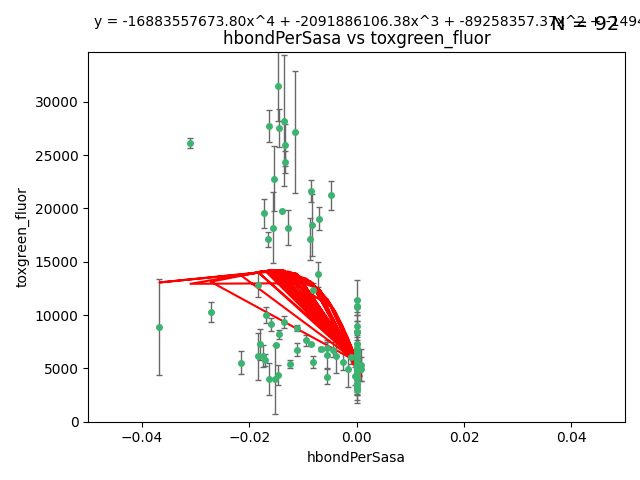 y = -16883557673.80x^4 + -2091886106.38x^3 + -89258357.37x^2 + -1494
N = 92
hbondPerSasa vs toxgreen_fluor
toxgreen_fluor
30000
25000
20000
15000
10000
5000
0
-0.04 -0.02 0.00 0.02 0.04
hbondPerSasa